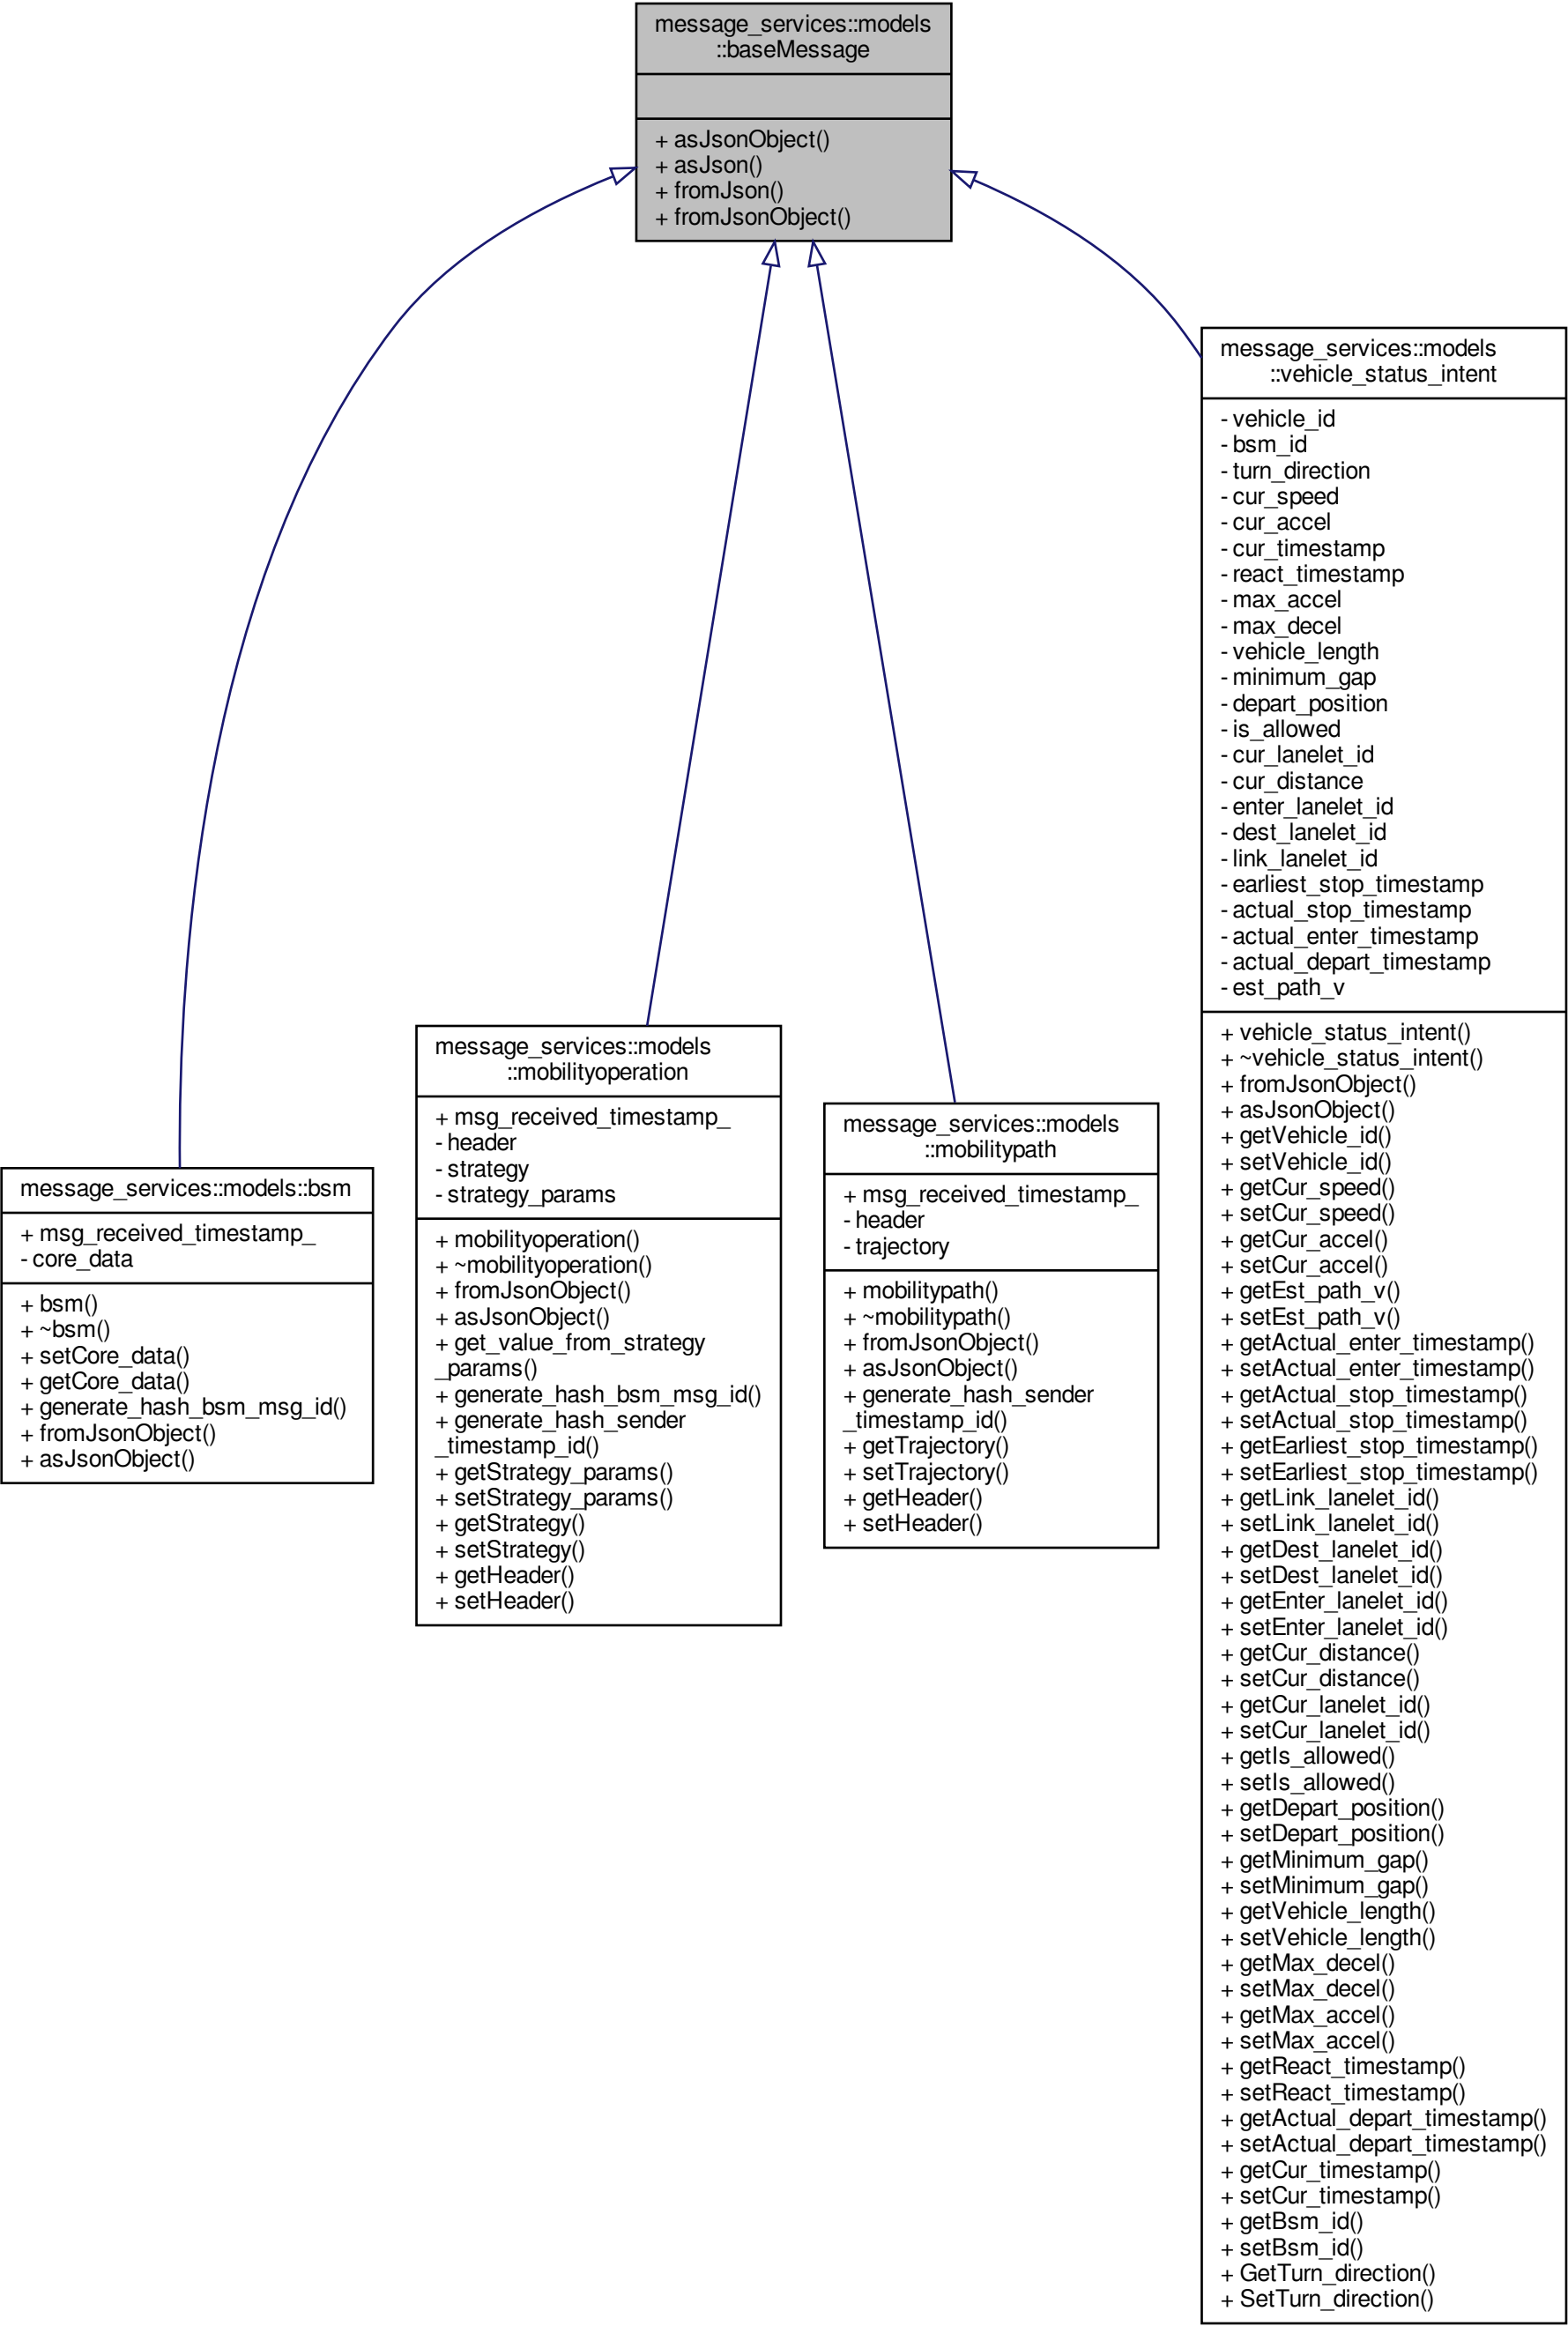 message_services::models
::baseMessage
+ asJsonObject()
+ asJson()
+ fromJson()
+ fromJsonObject()
message_services::models
::vehicle_status_intent
- vehicle_id
- bsm_id
- turn_direction
- cur_speed
- cur_accel
- cur_timestamp
- react_timestamp
- max_accel
- max_decel
- vehicle_length
- minimum_gap
- depart_position
- is_allowed
- cur_lanelet_id
- cur_distance
- enter_lanelet_id
- dest_lanelet_id
- link_lanelet_id
- earliest_stop_timestamp
- actual_stop_timestamp
- actual_enter_timestamp
- actual_depart_timestamp
- est_path_v
+ vehicle_status_intent()
+ ~vehicle_status_intent()
+ fromJsonObject()
+ asJsonObject()
+ getVehicle_id()
+ setVehicle_id()
+ getCur_speed()
+ setCur_speed()
+ getCur_accel()
+ setCur_accel()
+ getEst_path_v()
+ setEst_path_v()
+ getActual_enter_timestamp()
+ setActual_enter_timestamp()
+ getActual_stop_timestamp()
+ setActual_stop_timestamp()
+ getEarliest_stop_timestamp()
+ setEarliest_stop_timestamp()
+ getLink_lanelet_id()
+ setLink_lanelet_id()
+ getDest_lanelet_id()
+ setDest_lanelet_id()
+ getEnter_lanelet_id()
+ setEnter_lanelet_id()
+ getCur_distance()
+ setCur_distance()
+ getCur_lanelet_id()
+ setCur_lanelet_id()
+ getIs_allowed()
+ setIs_allowed()
+ getDepart_position()
+ setDepart_position()
+ getMinimum_gap()
+ setMinimum_gap()
+ getVehicle_length()
+ setVehicle_length()
+ getMax_decel()
+ setMax_decel()
+ getMax_accel()
+ setMax_accel()
+ getReact_timestamp()
+ setReact_timestamp()
+ getActual_depart_timestamp()
+ setActual_depart_timestamp()
+ getCur_timestamp()
+ setCur_timestamp()
+ getBsm_id()
+ setBsm_id()
+ GetTurn_direction()
+ SetTurn_direction()
message_services::models
::mobilityoperation
+ msg_received_timestamp_
- header
- strategy
- strategy_params
+ mobilityoperation()
+ ~mobilityoperation()
+ fromJsonObject()
+ asJsonObject()
+ get_value_from_strategy
_params()
+ generate_hash_bsm_msg_id()
+ generate_hash_sender
_timestamp_id()
+ getStrategy_params()
+ setStrategy_params()
+ getStrategy()
+ setStrategy()
+ getHeader()
+ setHeader()
message_services::models
::mobilitypath
+ msg_received_timestamp_
- header
- trajectory
+ mobilitypath()
+ ~mobilitypath()
+ fromJsonObject()
+ asJsonObject()
+ generate_hash_sender
_timestamp_id()
+ getTrajectory()
+ setTrajectory()
+ getHeader()
+ setHeader()
message_services::models::bsm
+ msg_received_timestamp_
- core_data
+ bsm()
+ ~bsm()
+ setCore_data()
+ getCore_data()
+ generate_hash_bsm_msg_id()
+ fromJsonObject()
+ asJsonObject()